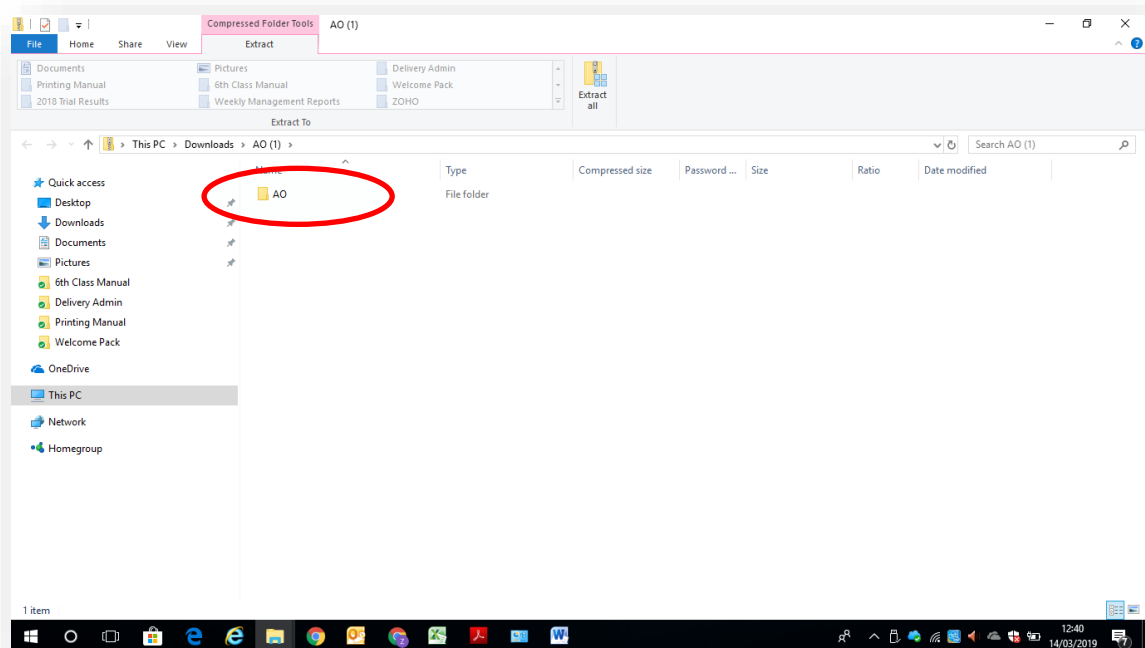 Compressed Folder Tools AO (1)
File Home Share View Extract
Documents Pictures Delivery Admin
Printing Manual 6th Class Manual Welcome Pack
2018 Trial Results Weekly Management Reports ZOHO
Extract all
Extract To
This PC > Downloads > AO (1) > Search AO (1)
Name Type Compressed size Password ... Size Ratio Date modified
Quick access
AO File folder
Desktop
Downloads
Documents
Pictures
6th Class Manual
Delivery Admin
Printing Manual
Welcome Pack
OneDrive
This PC
Network
Homegroup
1 item
12:40
14/03/2019